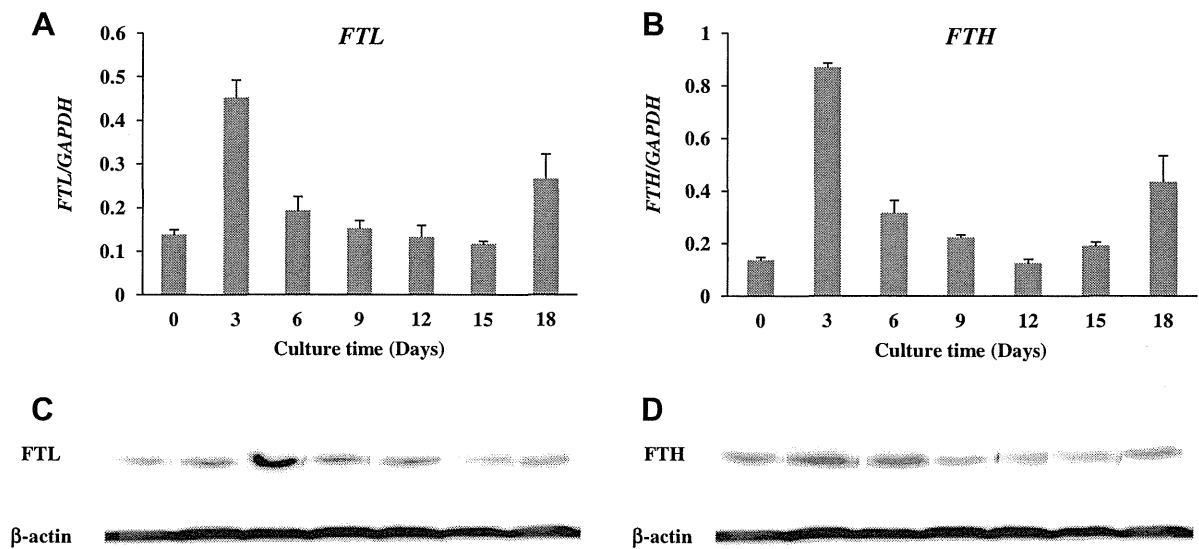 A
FTL
0.6
0.5
0.4
0.3
0.2
0.1
0
FTL/GAPDH
0 3 6 9 12 15 18
Culture time (Days)
B
FTH
1
0.8
0.6
0.4
0.2
0
FTH/GAPDH
0 3 6 9 12 15 18
Culture time (Days)
C
FTL
β-actin
D
FTH
β-actin